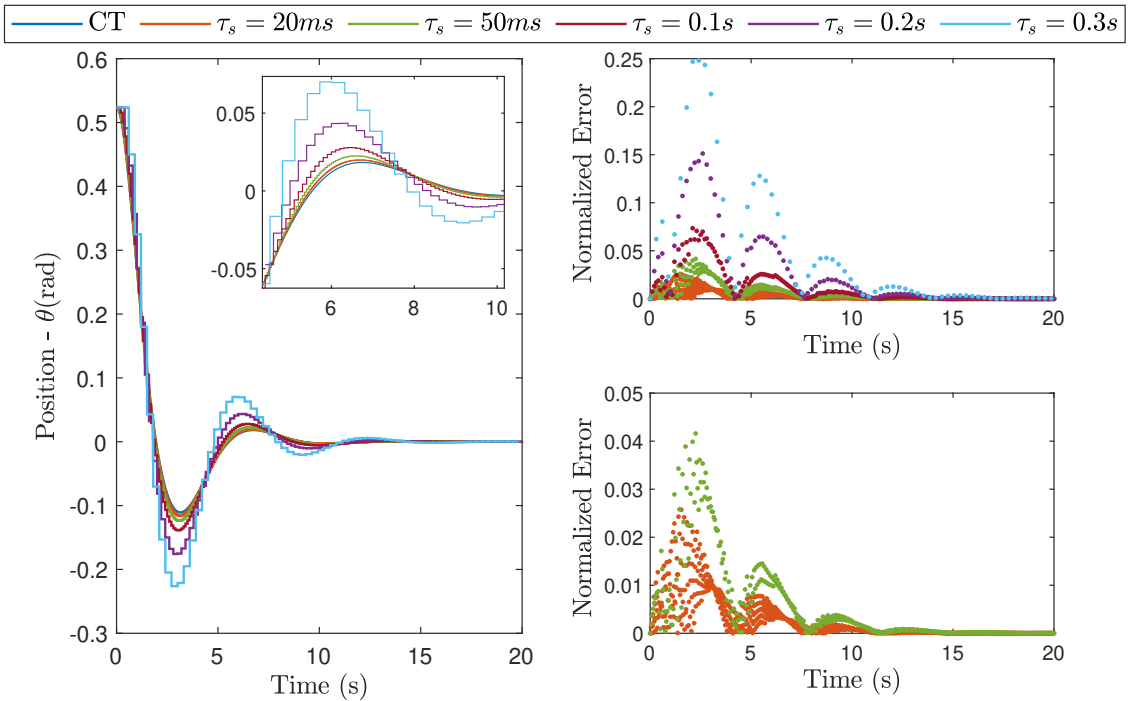 CT τₛ = 20ms τₛ = 50ms τₛ = 0.1s τₛ = 0.2s τₛ = 0.3s
Position - θ(rad)
0.6
0.5
0.4
0.3
0.2
0.1
0
-0.1
-0.2
-0.3
0 5 10 15 20
Time (s)
0.05
0
-0.05
6 8 10
Normalized Error
0.25
0.2
0.15
0.1
0.05
0
0 5 10 15 20
Time (s)
Normalized Error
0.05
0.04
0.03
0.02
0.01
0
0 5 10 15 20
Time (s)